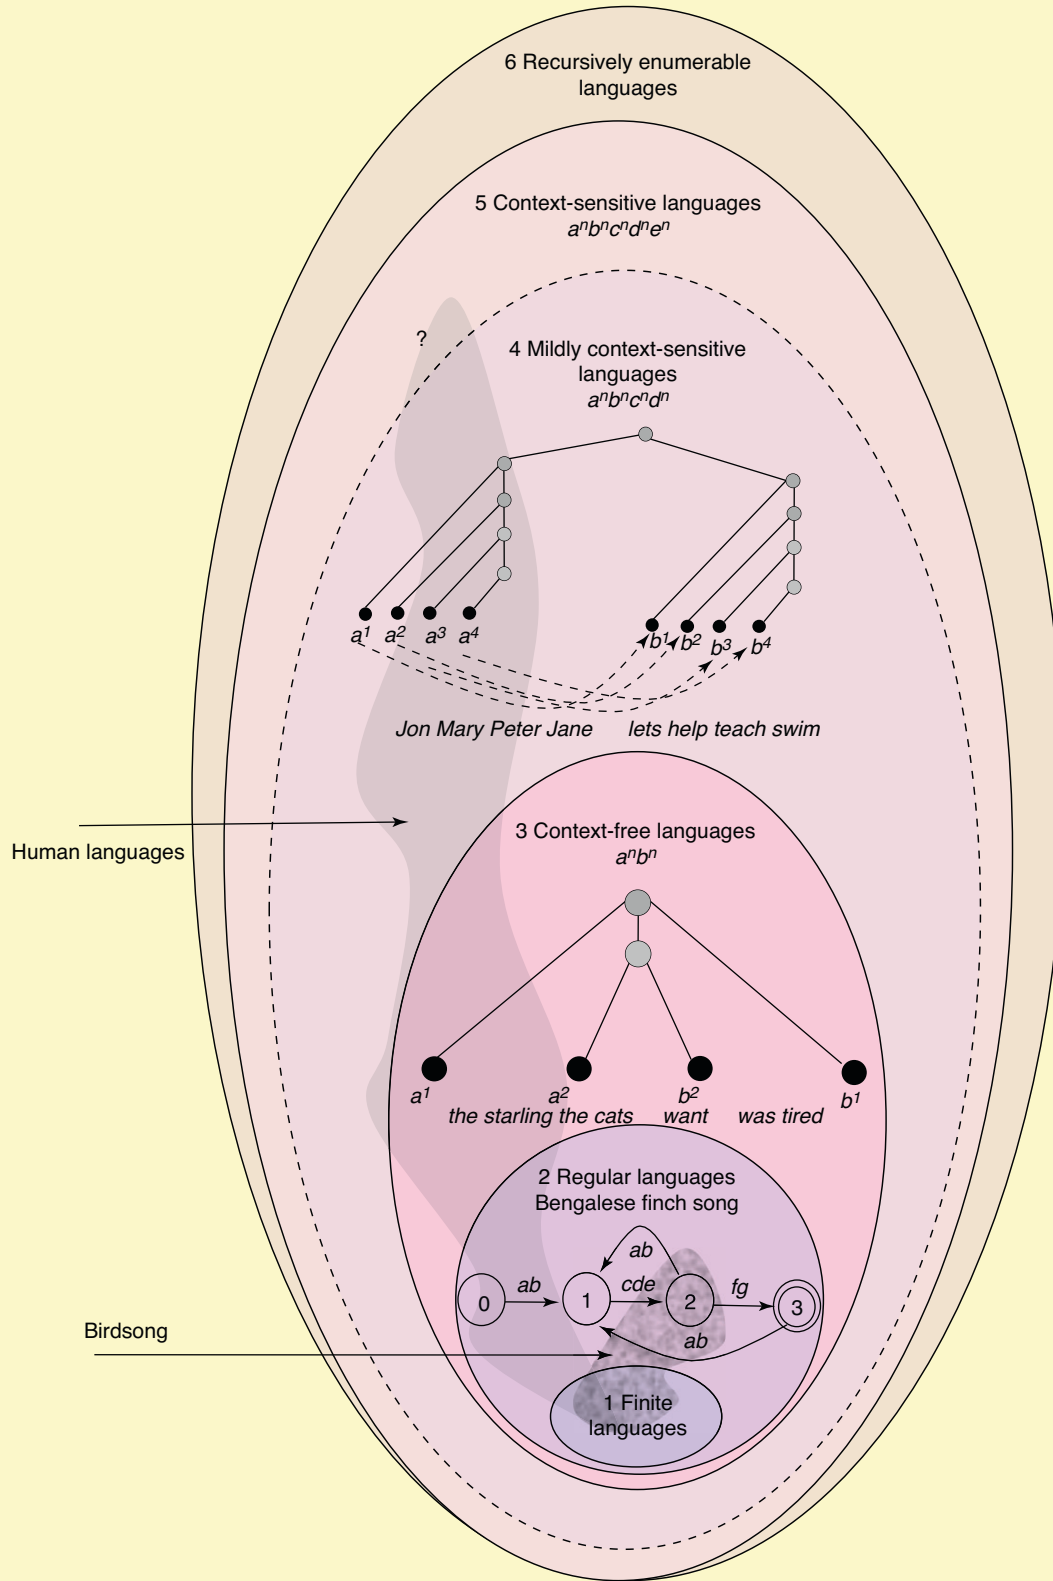 6 Recursively enumerable
languages
5 Context-sensitive languages
aⁿbⁿcⁿdⁿeⁿ
?
4 Mildly context-sensitive
languages
aⁿbⁿcⁿdⁿ
a¹ a² a³ a⁴ b¹ b² b³ b⁴
Jon Mary Peter Jane lets help teach swim
Human languages
3 Context-free languages
aⁿbⁿ
a¹ a² b² b¹
the starling the cats want was tired
2 Regular languages
Bengalese finch song
ab
ab cde fg
0 1 2 3
ab
Birdsong
1 Finite
languages